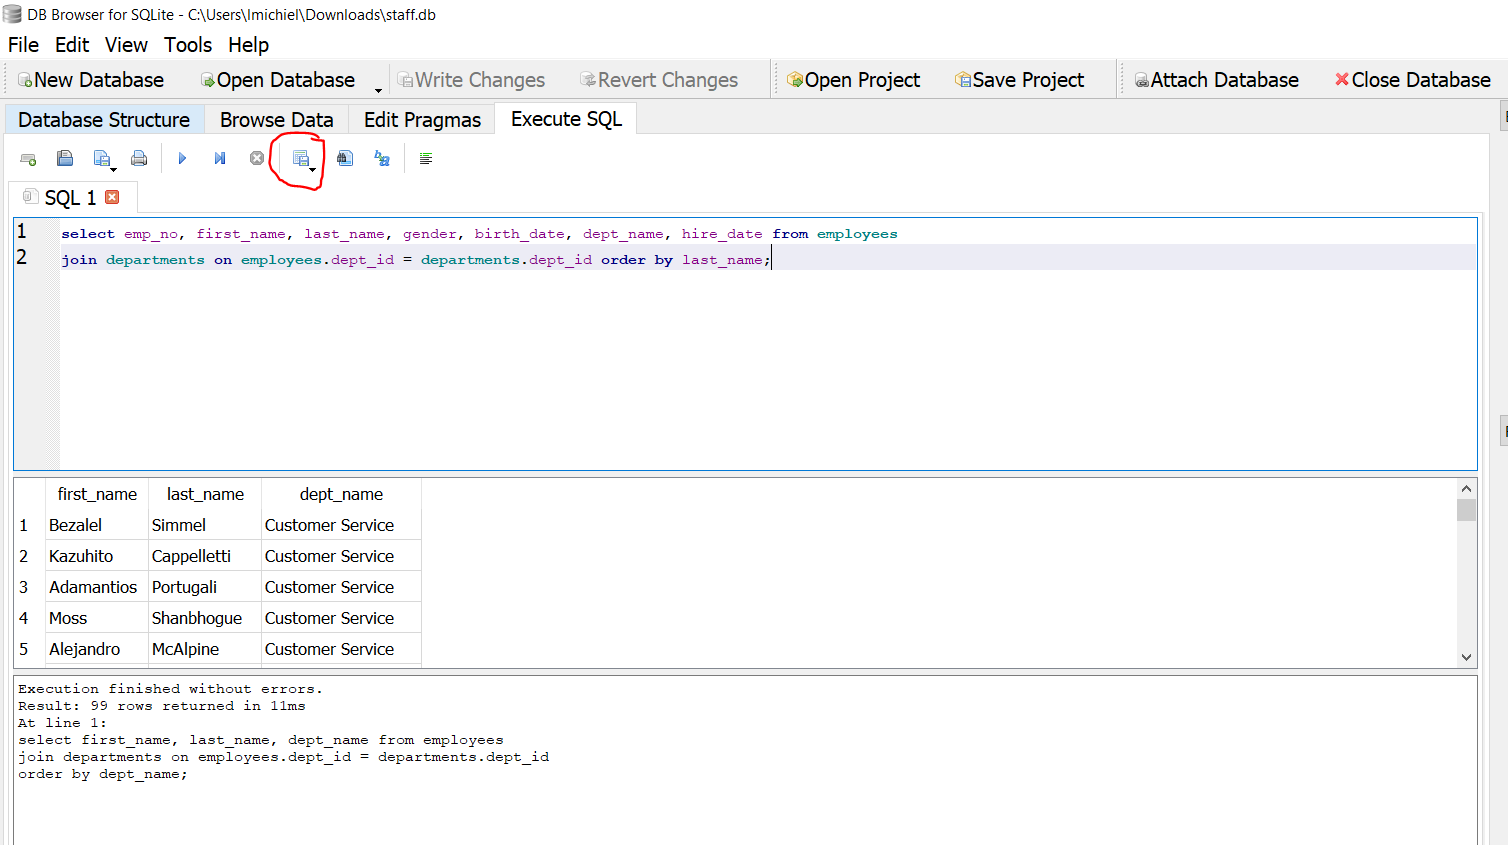 DB Browser for SQLite - C:\Users\lmichiel\Downloads\staff.db
File Edit View Tools Help
New Database Open Database Write Changes Revert Changes Open Project Save Project Attach Database Close Database
Database Structure Browse Data Edit Pragmas Execute SQL
SQL 1
1 select emp_no, first_name, last_name, gender, birth_date, dept_name, hire_date from employees
2 join departments on employees.dept_id = departments.dept_id order by last_name;
first_name last_name dept_name
1 Bezalel Simmel Customer Service
2 Kazuhito Cappelletti Customer Service
3 Adamantios Portugali Customer Service
4 Moss Shanbhogue Customer Service
5 Alejandro McAlpine Customer Service
Execution finished without errors.
Result: 99 rows returned in 11ms
At line 1:
select first_name, last_name, dept_name from employees
join departments on employees.dept_id = departments.dept_id
order by dept_name;